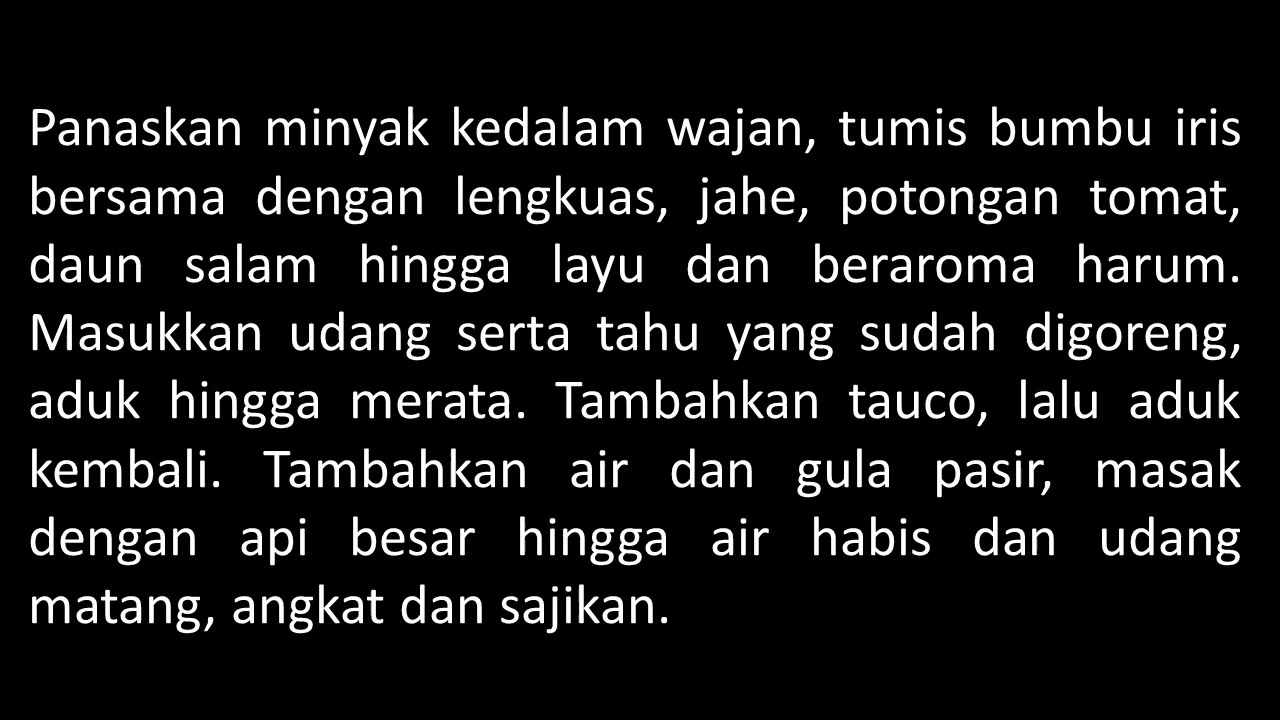 Panaskan minyak kedalam wajan, tumis bumbu iris
bersama dengan lengkuas, jahe, potongan tomat,
daun salam hingga layu dan beraroma harum.
Masukkan udang serta tahu yang sudah digoreng,
aduk hingga merata. Tambahkan tauco, lalu aduk
kembali. Tambahkan air dan gula pasir, masak
dengan api besar hingga air habis dan udang
matang, angkat dan sajikan.